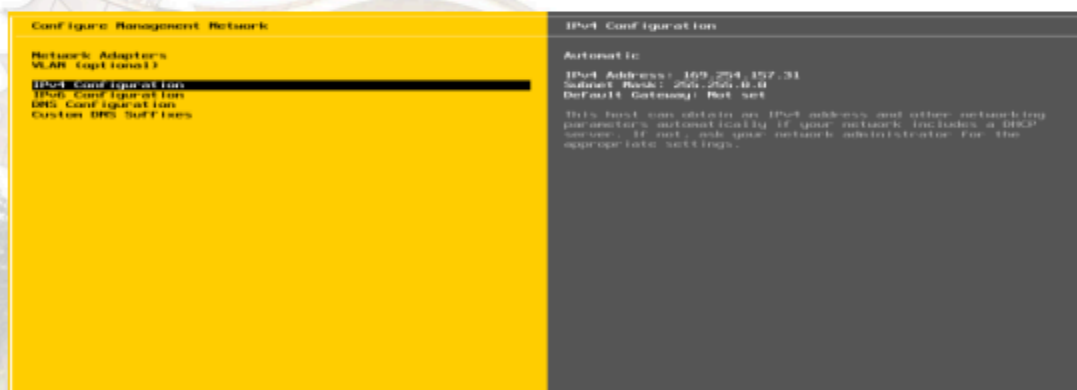 Configure Management Network
Network Adapters
VLAN (optional)
IPv4 Configuration
IPv6 Configuration
DNS Configuration
Custom DNS Suffixes
IPv4 Configuration
Automatic
IPv4 Address: 169.254.157.31
Subnet Mask: 255.255.0.0
Default Gateway: Not set
This host can obtain an IPv4 address and other networking
parameters automatically if your network includes a DHCP
server. If not, ask your network administrator for the
appropriate settings.